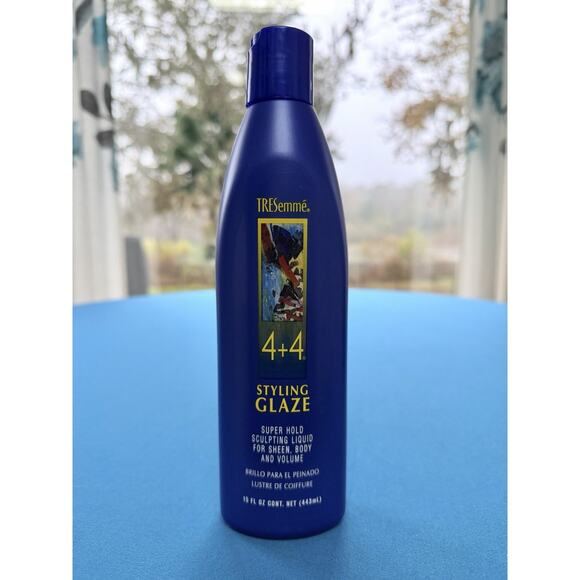 TRESemmé®
4+4®
STYLING
GLAZE
SUPER HOLD
SCULPTING LIQUID
FOR SHEEN, BODY
AND VOLUME
BRILLO PARA EL PEINADO
LUSTRE DE COIFFURE
15 FL OZ CONT. NET (443mL)